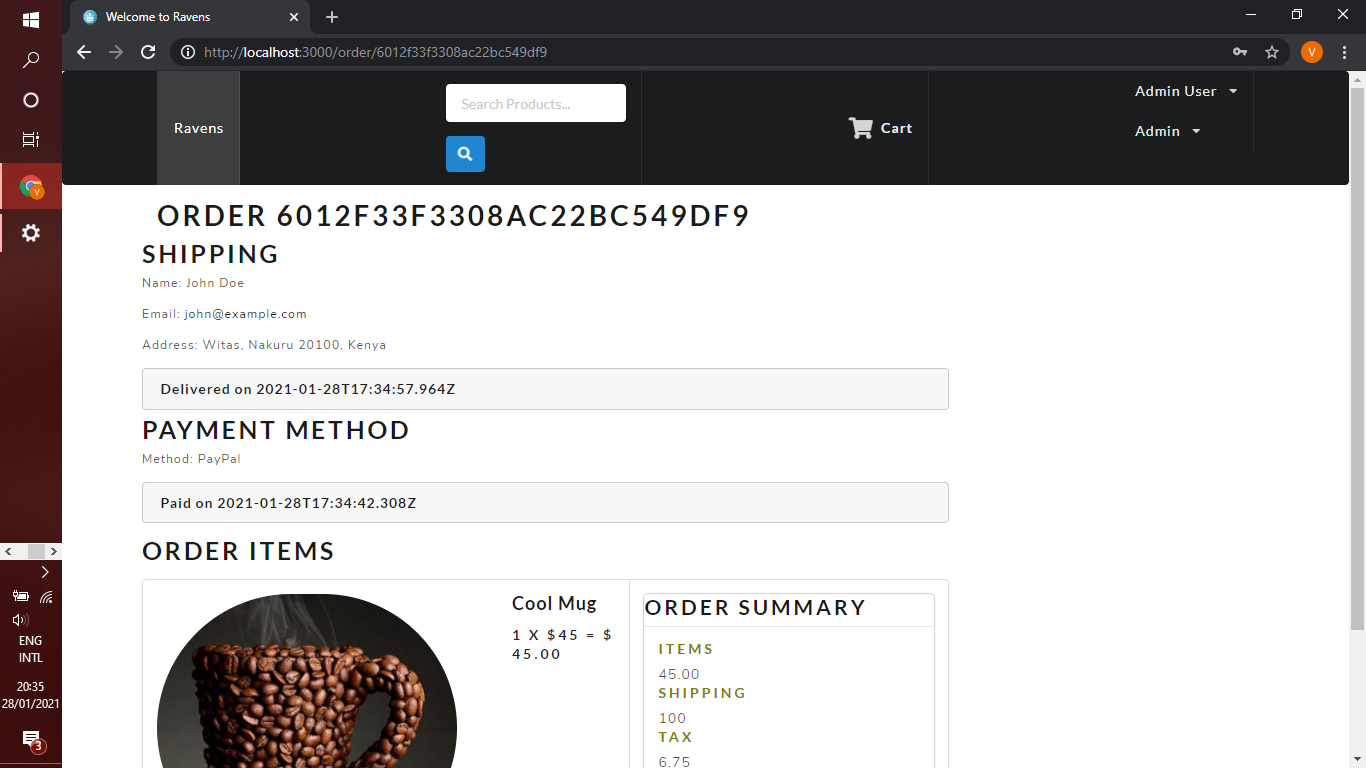 Welcome to Ravens
http://localhost:3000/order/6012f33f3308ac22bc549df9
V
Ravens
Search Products...
Cart
Admin User
Admin
ORDER 6012F33F3308AC22BC549DF9
SHIPPING
Name: John Doe
Email: john@example.com
Address: Witas, Nakuru 20100, Kenya
Delivered on 2021-01-28T17:34:57.964Z
PAYMENT METHOD
Method: PayPal
Paid on 2021-01-28T17:34:42.308Z
ORDER ITEMS
Cool Mug
1 X $45 = $
45.00
ORDER SUMMARY
ITEMS
45.00
SHIPPING
100
TAX
6.75
V
ENG
INTL
20:35
28/01/2021
3